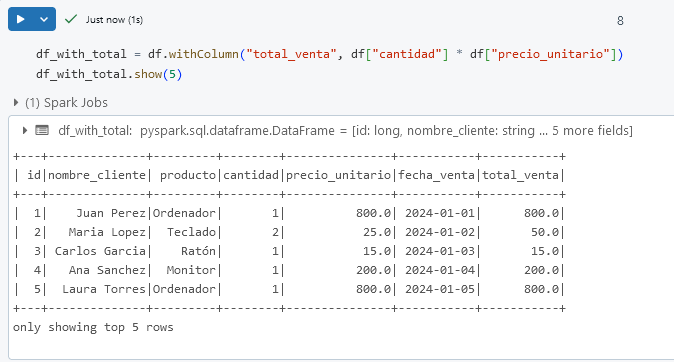 Just now (1s)
8
df_with_total = df.withColumn("total_venta", df["cantidad"] * df["precio_unitario"])
df_with_total.show(5)
(1) Spark Jobs
df_with_total: pyspark.sql.dataframe.DataFrame = [id: long, nombre_cliente: string ... 5 more fields]
+---+--------------+---------+--------+---------------+-----------+-----------+
| id|nombre_cliente| producto|cantidad|precio_unitario|fecha_venta|total_venta|
+---+--------------+---------+--------+---------------+-----------+-----------+
|  1|    Juan Perez|Ordenador|       1|          800.0| 2024-01-01|      800.0|
|  2|   Maria Lopez|  Teclado|       2|           25.0| 2024-01-02|       50.0|
|  3| Carlos Garcia|    Ratón|       1|           15.0| 2024-01-03|       15.0|
|  4|   Ana Sanchez|  Monitor|       1|          200.0| 2024-01-04|      200.0|
|  5|  Laura Torres|Ordenador|       1|          800.0| 2024-01-05|      800.0|
+---+--------------+---------+--------+---------------+-----------+-----------+
only showing top 5 rows